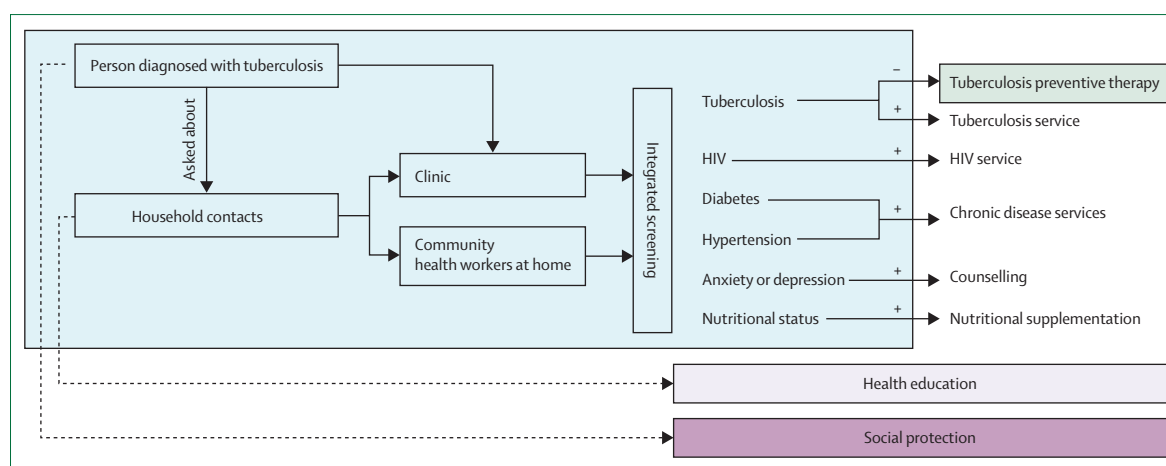 Person diagnosed with tuberculosis
Asked about
Household contacts
Clinic
Community
health workers at home
Integrated screening
Tuberculosis
HIV
Diabetes
Hypertension
Anxiety or depression
Nutritional status
–
+
+
+
+
+
Tuberculosis preventive therapy
Tuberculosis service
HIV service
Chronic disease services
Counselling
Nutritional supplementation
Health education
Social protection